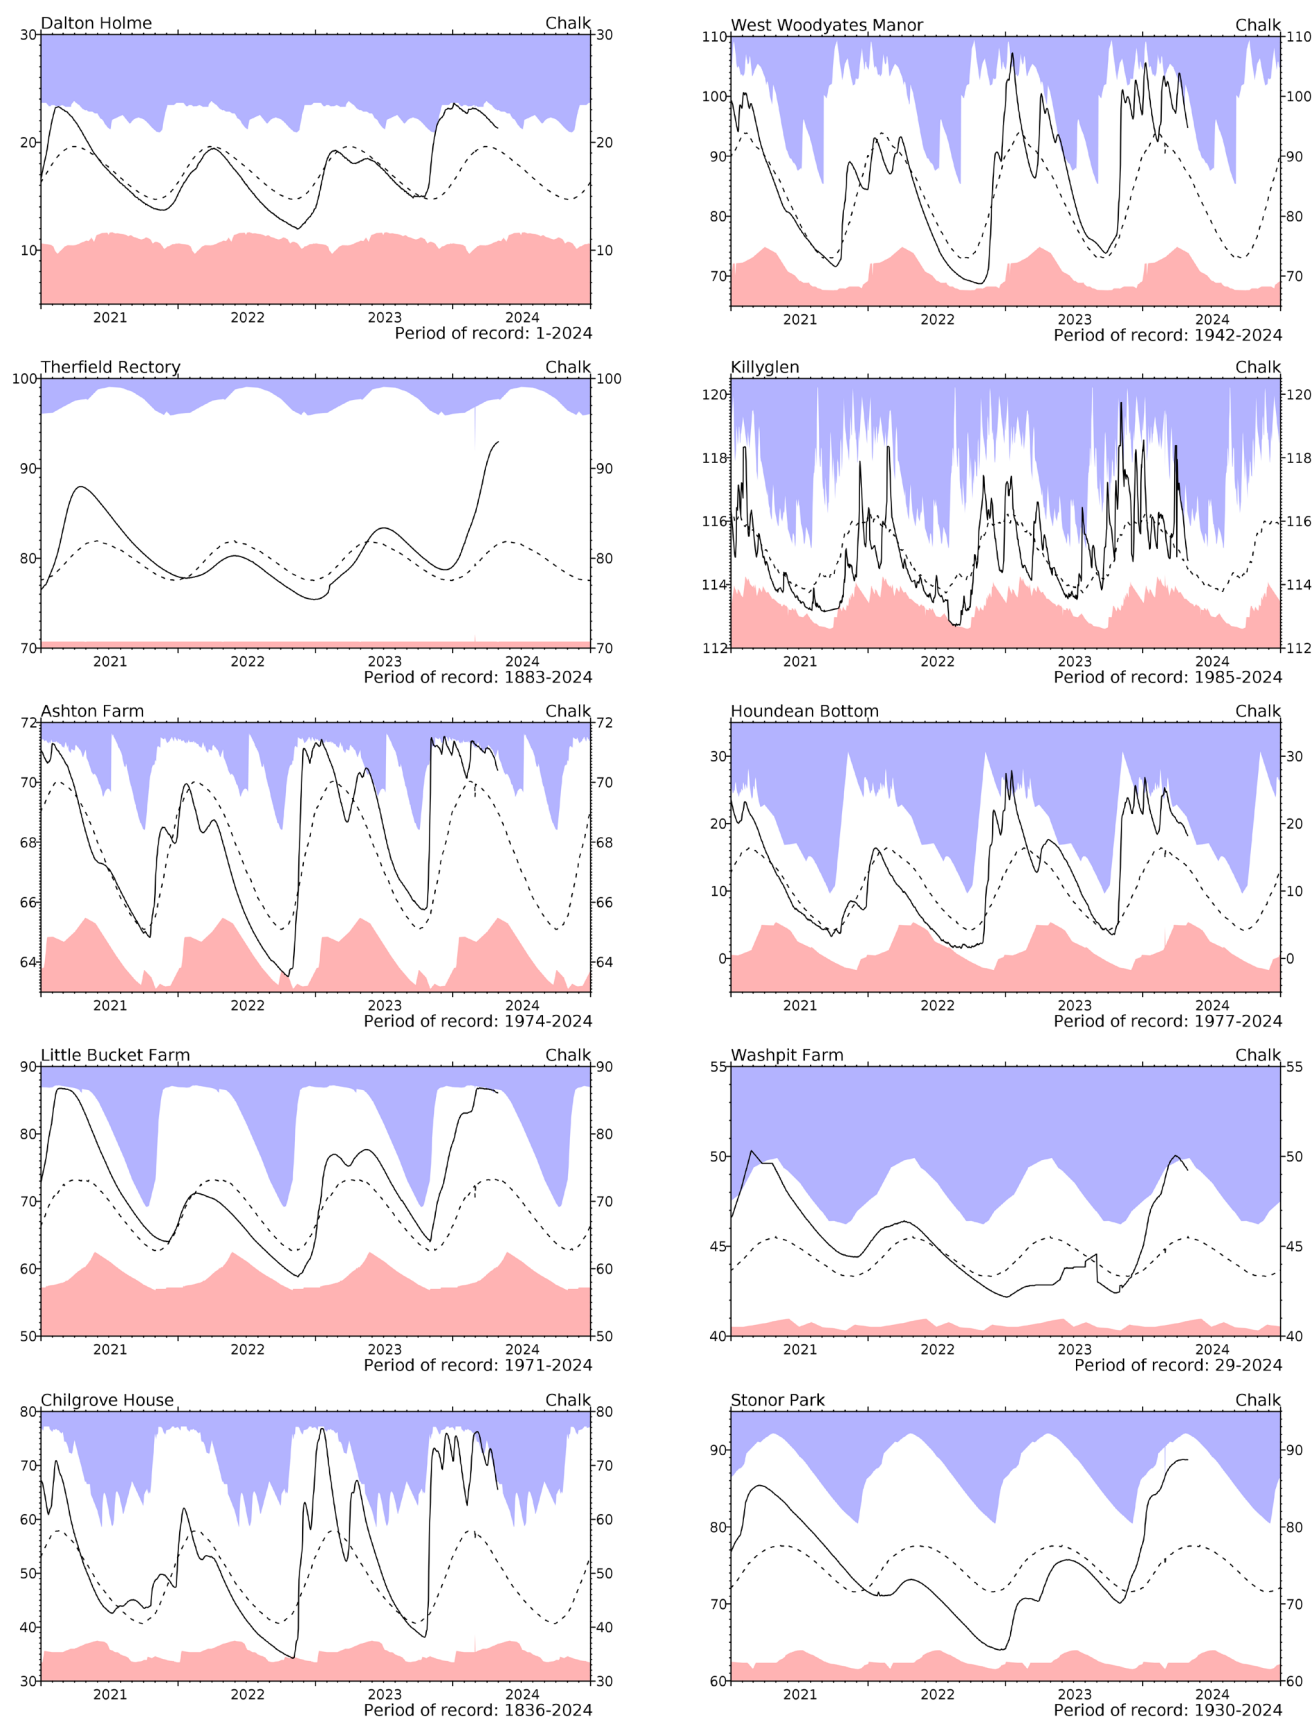 Dalton Holme Chalk
30 30
20 20
10 10
2021 2022 2023 2024
Period of record: 1-2024
West Woodyates Manor Chalk
110 110
100 100
90 90
80 80
70 70
2021 2022 2023 2024
Period of record: 1942-2024
Therfield Rectory Chalk
100 100
90 90
80 80
70 70
2021 2022 2023 2024
Period of record: 1883-2024
Killyglen Chalk
120 120
118 118
116 116
114 114
112 112
2021 2022 2023 2024
Period of record: 1985-2024
Ashton Farm Chalk
72 72
70 70
68 68
66 66
64 64
2021 2022 2023 2024
Period of record: 1974-2024
Houndean Bottom Chalk
30 30
20 20
10 10
0 0
2021 2022 2023 2024
Period of record: 1977-2024
Little Bucket Farm Chalk
90 90
80 80
70 70
60 60
50 50
2021 2022 2023 2024
Period of record: 1971-2024
Washpit Farm Chalk
55 55
50 50
45 45
40 40
2021 2022 2023 2024
Period of record: 29-2024
Chilgrove House Chalk
80 80
70 70
60 60
50 50
40 40
30 30
2021 2022 2023 2024
Period of record: 1836-2024
Stonor Park Chalk
90 90
80 80
70 70
60 60
2021 2022 2023 2024
Period of record: 1930-2024